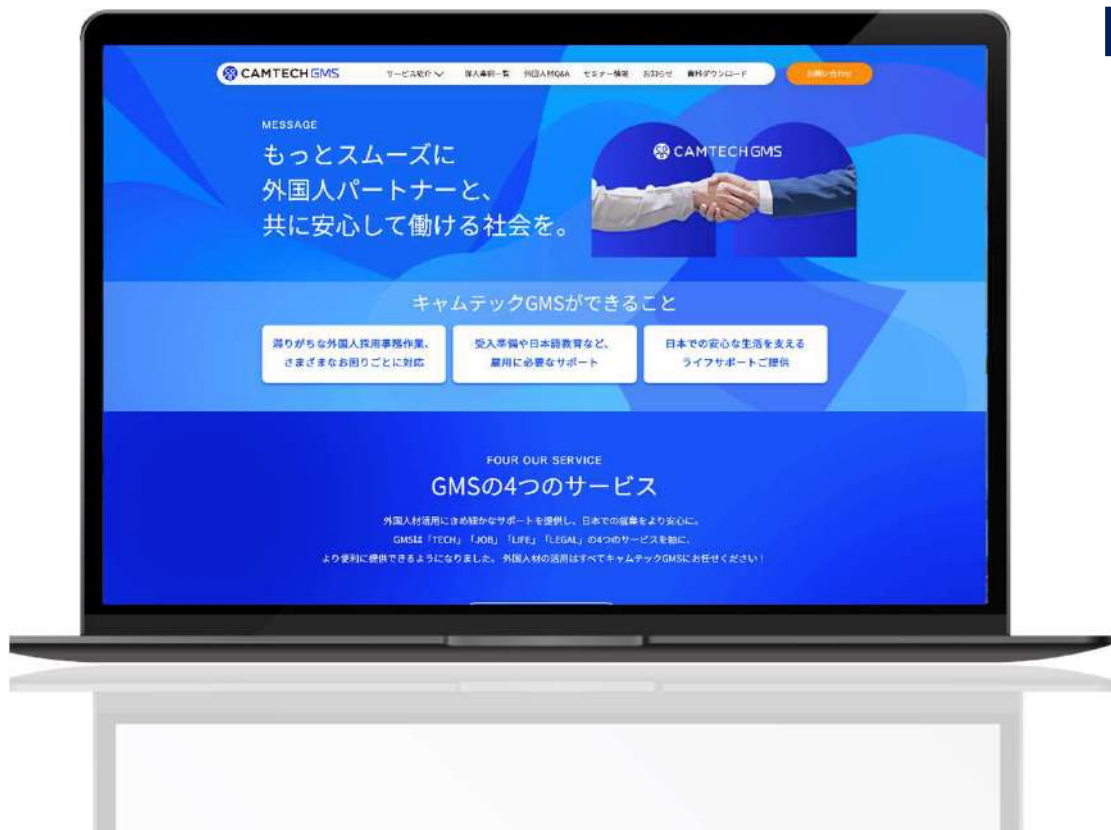 CAMTECH GMS
サービス紹介
導入事例一覧
外国人材Q&A
セミナー情報
お知らせ
資料ダウンロード
お問い合わせ
MESSAGE
もっとスムーズに
外国人パートナーと、
共に安心して働ける社会を。
CAMTECH GMS
キャムテックGMSができること
滞りがちな外国人採用事務作業、
さまざまなお困りごとに対応
受入準備や日本語教育など、
雇用に必要なサポート
日本での安心な生活を支える
ライフサポートご提供
FOUR OUR SERVICE
GMSの4つのサービス
外国人材活用にきめ細かなサポートを提供し、日本での就業をより安心に。
GMSは「TECH」「JOB」「LIFE」「LEGAL」の4つのサービスを軸に、
より便利に提供できるようになりました。外国人材の活用はすべてキャムテックGMSにお任せください！